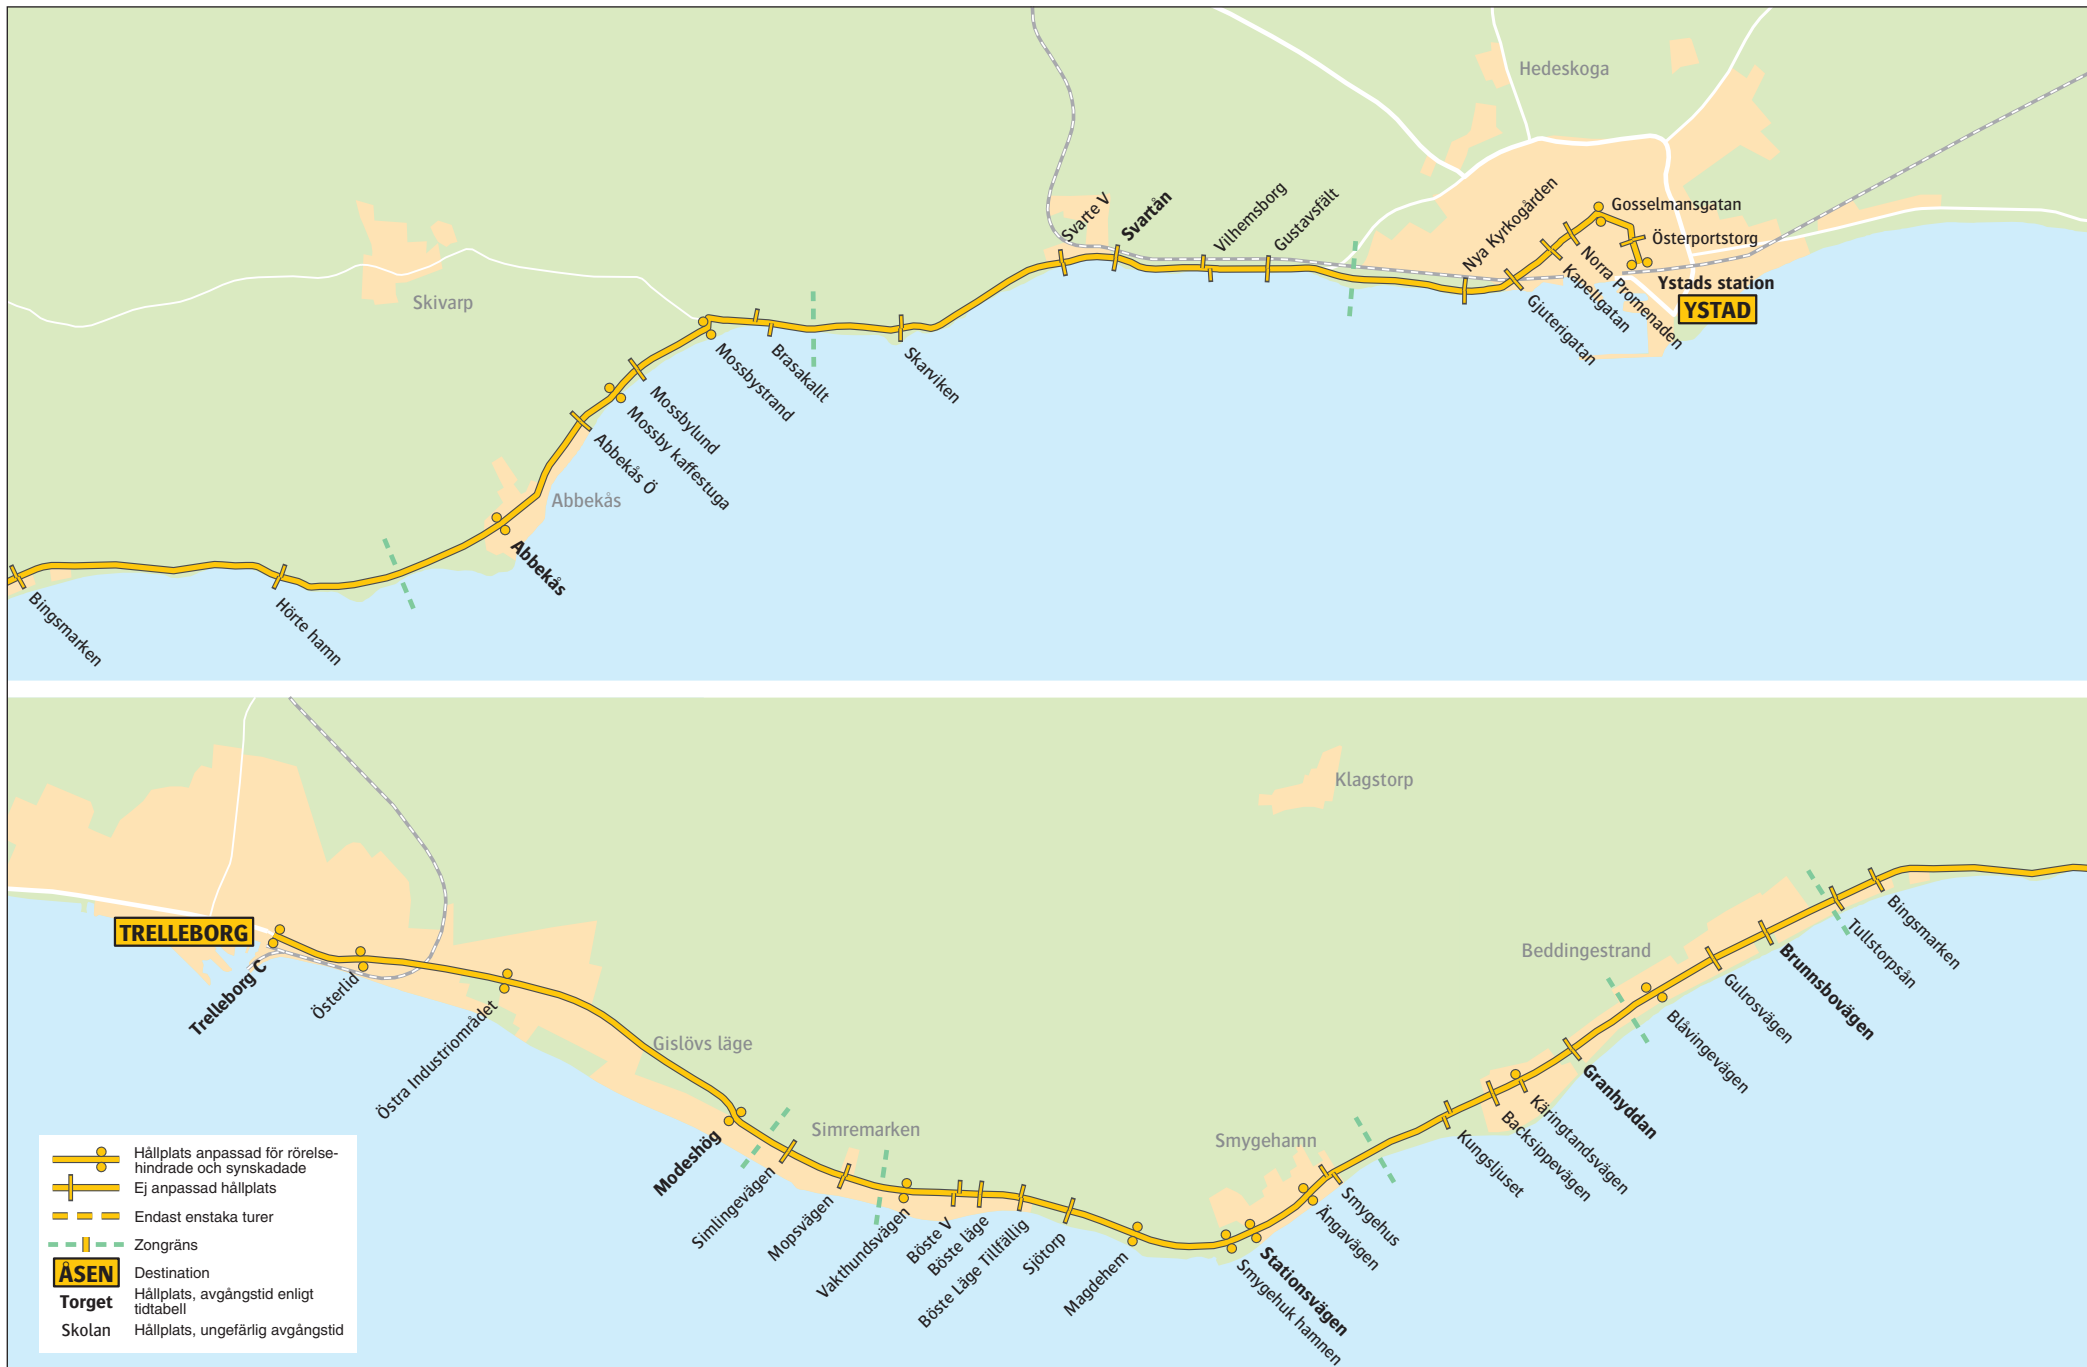 Hedeskoga
Skivarp
Abbekås
Bingsmarken
Hörte hamn
Abbekås
Abbekås Ö
Mossby kaffestuga
Mossbylund
Mossbystrand
Brasakallt
Skarviken
Svarte V
Svartån
Vilhemsborg
Gustavsfält
Nya Kyrkogården
Gjuterigatan
Kapellgatan
Norra Promenaden
Gosselmansgatan
Österportstorg
Ystads station
YSTAD
Klagstorp
Beddingestrand
Gislövs läge
Simremarken
Smygehamn
TRELLEBORG
Trelleborg C
Österlid
Östra Industriområdet
Modeshög
Simlingevägen
Mopsvägen
Vakthundsvägen
Böste V
Böste läge
Böste Läge Tillfällig
Sjötorp
Magdehem
Smygehuk hamnen
Stationsvägen
Ängavägen
Smygehus
Kungsljuset
Backsippevägen
Käringtandsvägen
Granhyddan
Blåvingevägen
Gulrosvägen
Brunnsbovägen
Tullstorpsån
Bingsmarken
Hållplats anpassad för rörelse-
hindrade och synskadade
Ej anpassad hållplats
Endast enstaka turer
Zongräns
ÅSEN Destination
Torget Hållplats, avgångstid enligt
tidtabell
Skolan Hållplats, ungefärlig avgångstid